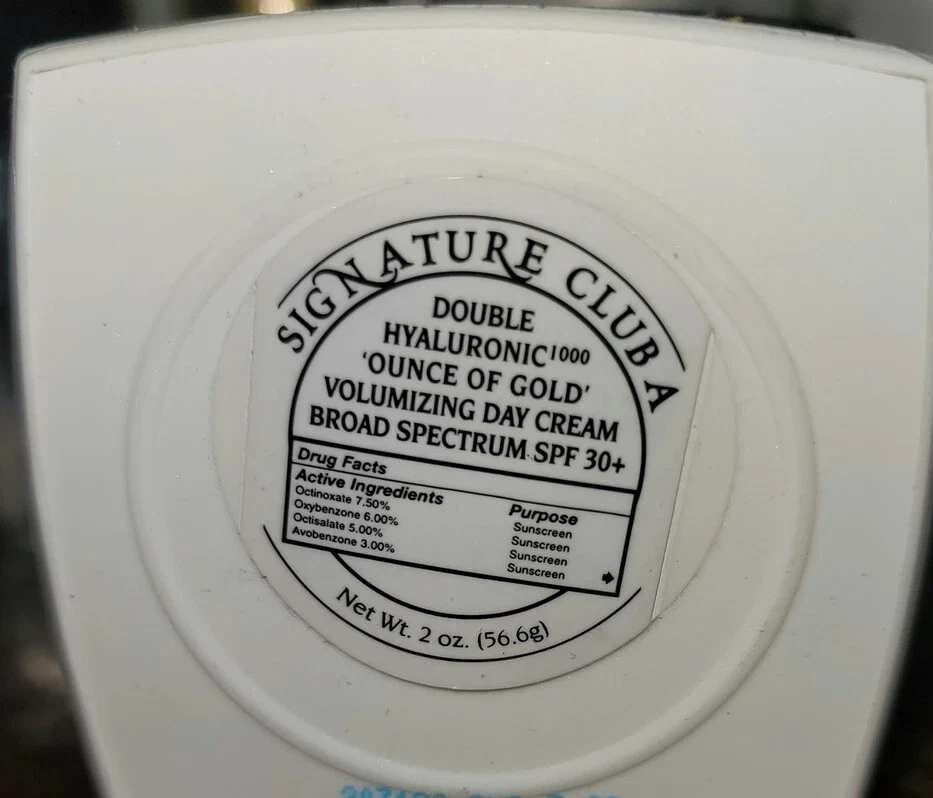 SIGNATURE CLUB A
DOUBLE
HYALURONIC1000
'OUNCE OF GOLD'
VOLUMIZING DAY CREAM
BROAD SPECTRUM SPF 30+
Drug Facts
Active Ingredients Purpose
Octinoxate 7.50% Sunscreen
Oxybenzone 6.00% Sunscreen
Octisalate 5.00% Sunscreen
Avobenzone 3.00% Sunscreen
Net Wt. 2 oz. (56.6g)